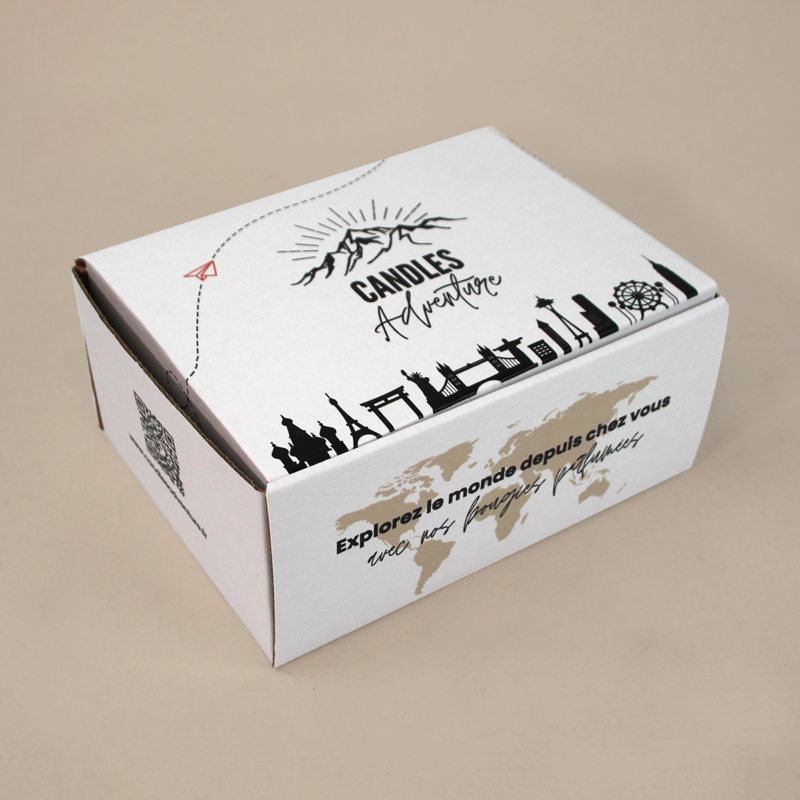 CANDLES
Adventure
Explorez le monde depuis chez vous
avec nos bougies parfumées